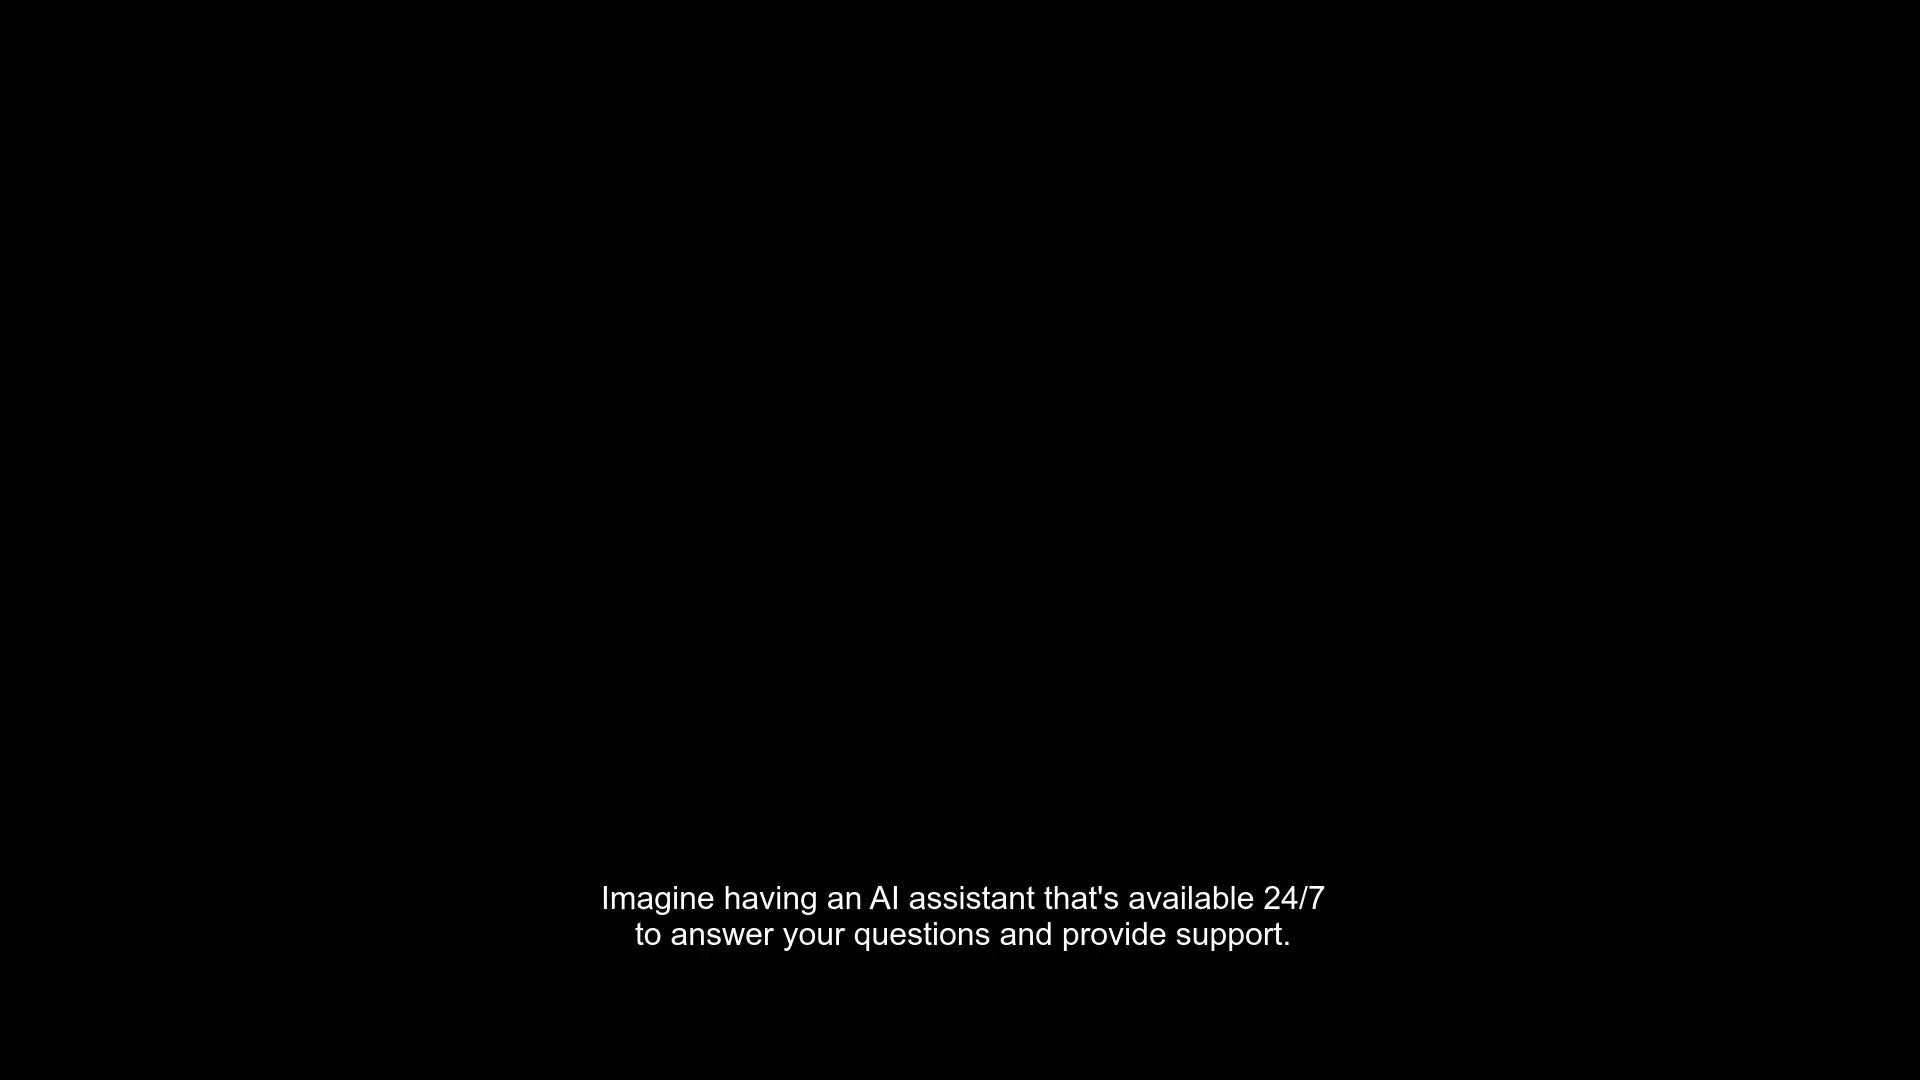 Imagine having an AI assistant that's available 24/7
to answer your questions and provide support.